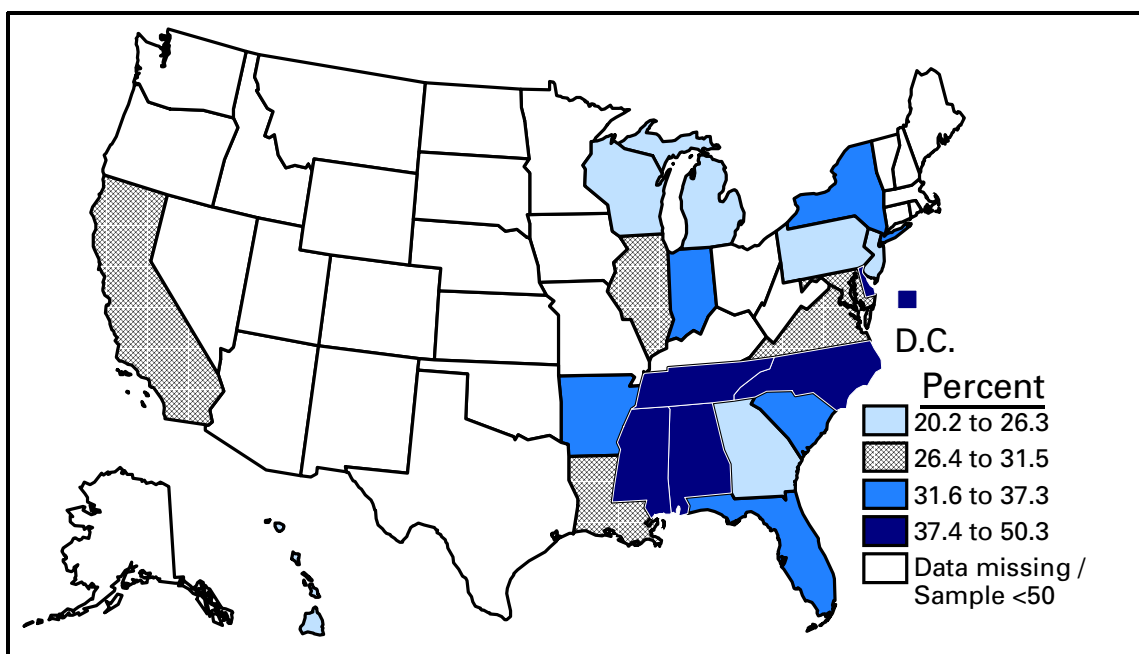 D.C.
Percent
20.2 to 26.3
26.4 to 31.5
31.6 to 37.3
37.4 to 50.3
Data missing /
Sample <50